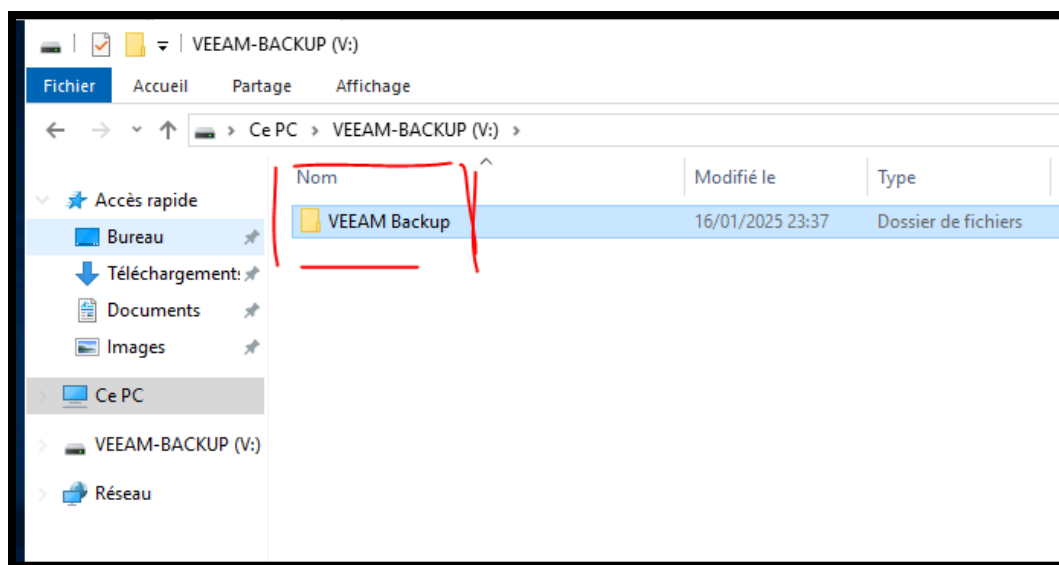 VEEAM-BACKUP (V:)
Fichier Accueil Partage Affichage
Ce PC > VEEAM-BACKUP (V:) >
Nom Modifié le Type
Accès rapide
VEEAM Backup 16/01/2025 23:37 Dossier de fichiers
Bureau
Téléchargements
Documents
Images
Ce PC
VEEAM-BACKUP (V:)
Réseau